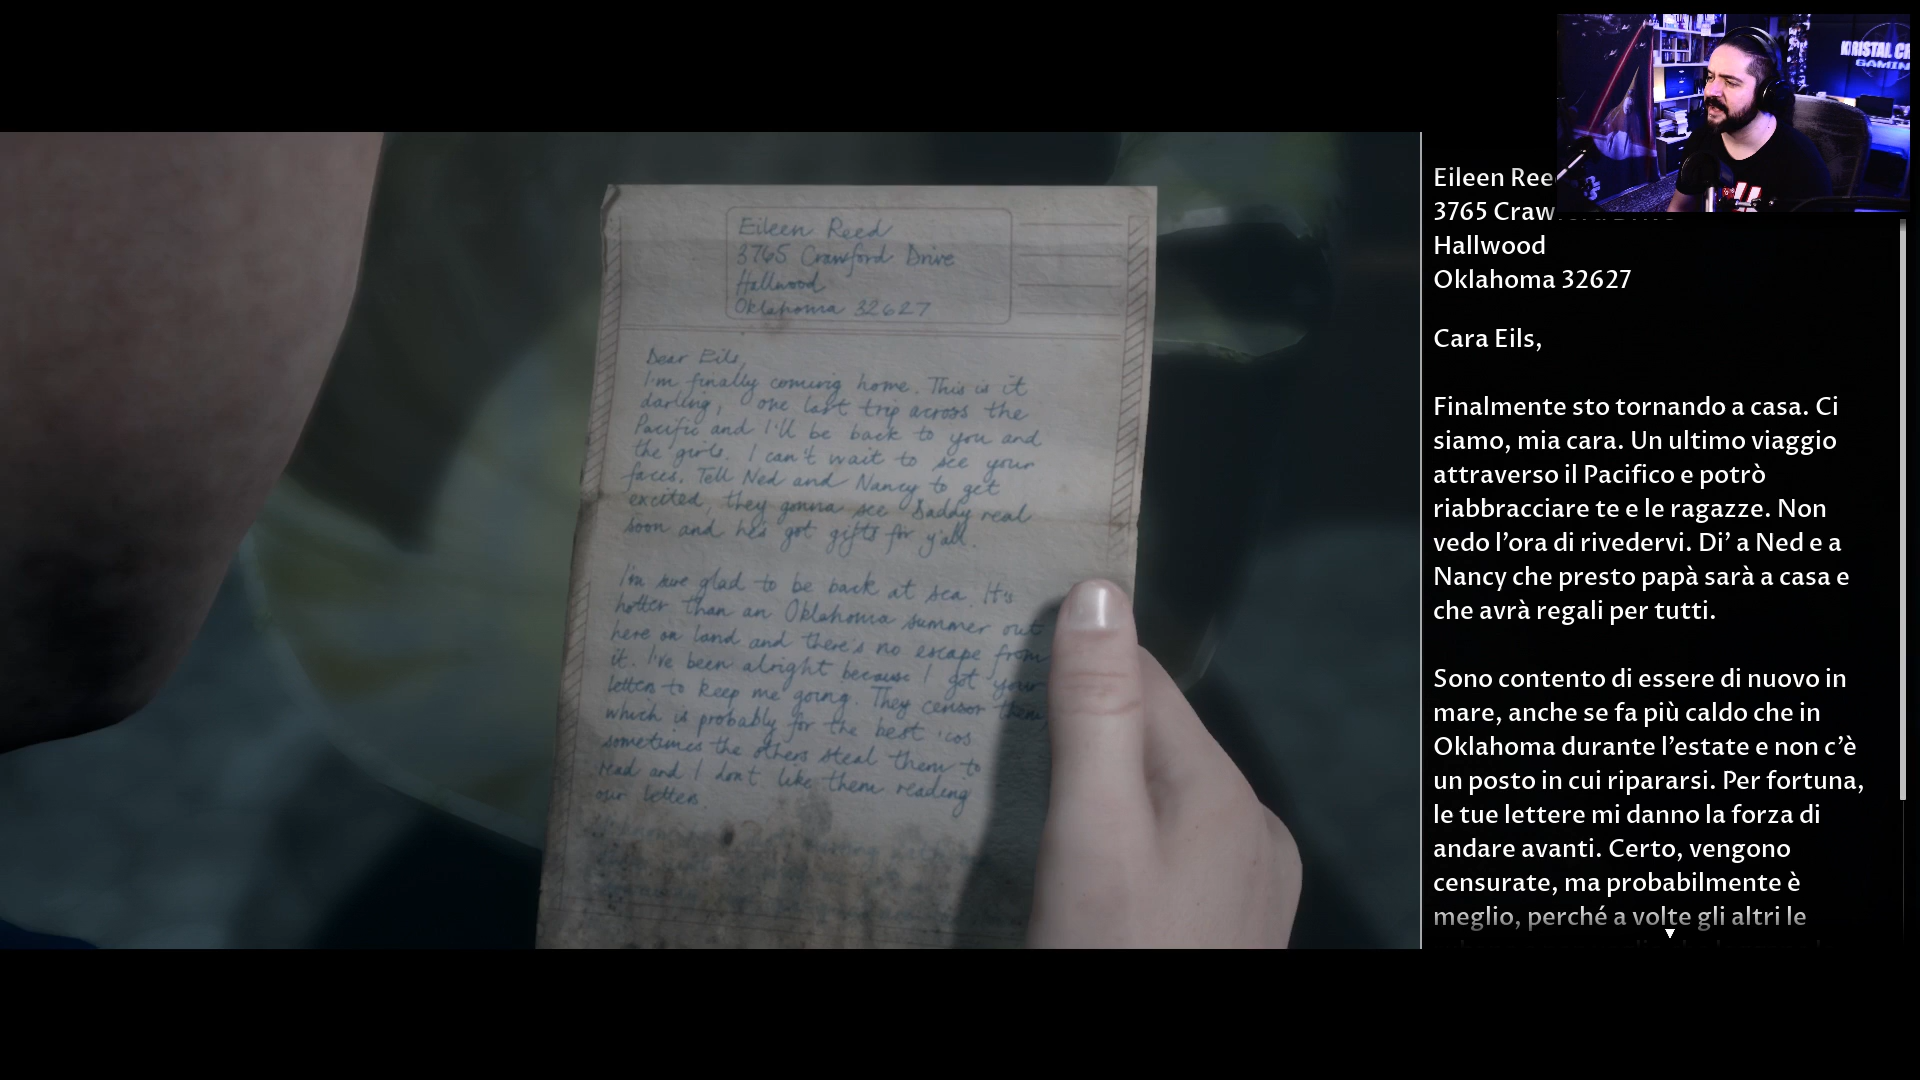 Eileen Reed
3765 Crawford Drive
Hallwood
Oklahoma 32627
Dear Eils,
I'm finally coming home. This is it
darling, one last trip across the
Pacific and I'll be back to you and
the girls. I can't wait to see your
faces. Tell Ned and Nancy to get
excited, they gonna see Daddy real
soon and he's got gifts for y'all.
I'm sure glad to be back at sea. It's
hotter than an Oklahoma summer out
here on land and there's no escape from
it. I've been alright because I got your
letters to keep me going. They censor them,
which is probably for the best 'cos
sometimes the others steal them to
read and I don't like them reading
our letters.
KRISTAL
GAMIN
Eileen Ree
3765 Craw
Hallwood
Oklahoma 32627
Cara Eils,
Finalmente sto tornando a casa. Ci
siamo, mia cara. Un ultimo viaggio
attraverso il Pacifico e potrò
riabbracciare te e le ragazze. Non
vedo l'ora di rivedervi. Di' a Ned e a
Nancy che presto papà sarà a casa e
che avrà regali per tutti.
Sono contento di essere di nuovo in
mare, anche se fa più caldo che in
Oklahoma durante l'estate e non c'è
un posto in cui ripararsi. Per fortuna,
le tue lettere mi danno la forza di
andare avanti. Certo, vengono
censurate, ma probabilmente è
meglio, perché a volte gli altri le